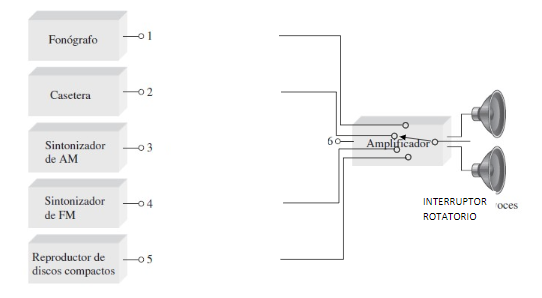 Fonógrafo
1
Casetera
2
Sintonizador
de AM
3
6
Amplificador
Sintonizador
de FM
4
INTERRUPTOR
ROTATORIO
oces
Reproductor de
discos compactos
5